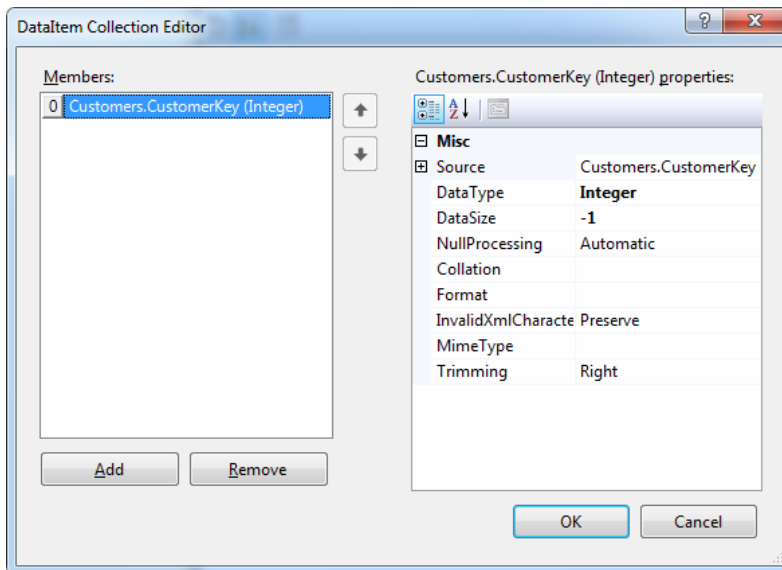 DataItem Collection Editor
Members:
0 Customers.CustomerKey (Integer)
Add
Remove
Customers.CustomerKey (Integer) properties:
Misc
Source Customers.CustomerKey
DataType Integer
DataSize -1
NullProcessing Automatic
Collation
Format
InvalidXmlCharacte Preserve
MimeType
Trimming Right
OK
Cancel